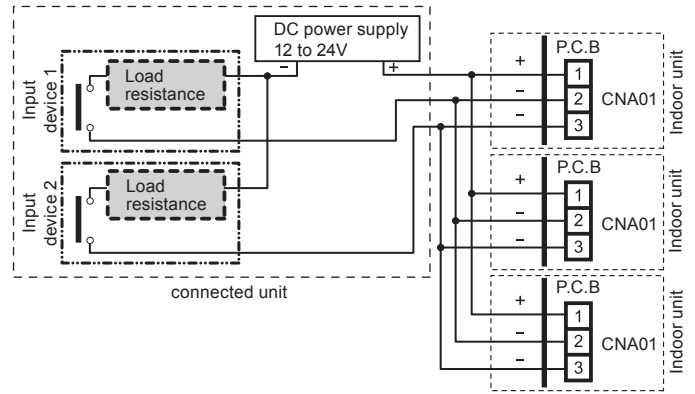 DC power supply
12 to 24V
−
+
Input
device 1
Load
resistance
Input
device 2
Load
resistance
connected unit
P.C.B
+
−
−
1
2
3
CNA01
Indoor unit
P.C.B
+
−
−
1
2
3
CNA01
Indoor unit
P.C.B
+
−
−
1
2
3
CNA01
Indoor unit